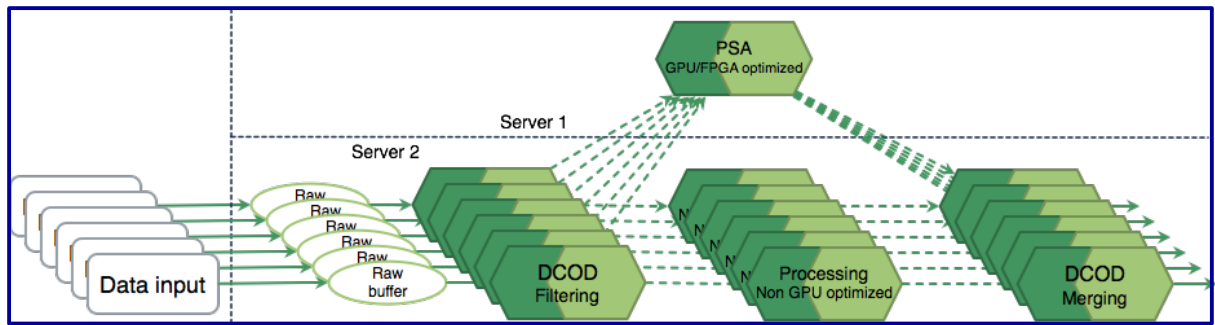 PSA
GPU/FPGA optimized
Server 1
Server 2
Raw
Raw
Raw
Raw
Raw
Raw
buffer
Data input
DCOD
Filtering
N
N
N
N
N
Processing
Non GPU optimized
DCOD
Merging